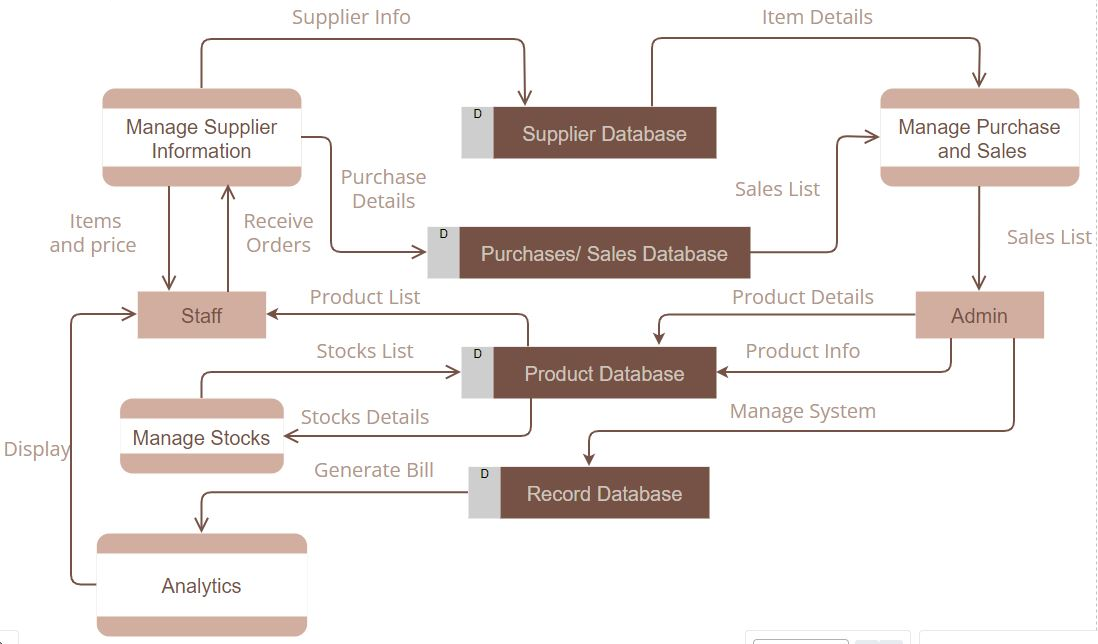 Supplier Info
Item Details
D
Supplier Database
Manage Supplier
Information
Manage Purchase
and Sales
Purchase
Details
Sales List
Items
and price
Receive
Orders
D
Purchases/ Sales Database
Sales List
Product List
Product Details
Staff
Admin
Stocks List
D
Product Database
Product Info
Stocks Details
Manage System
Manage Stocks
Display
Generate Bill
D
Record Database
Analytics